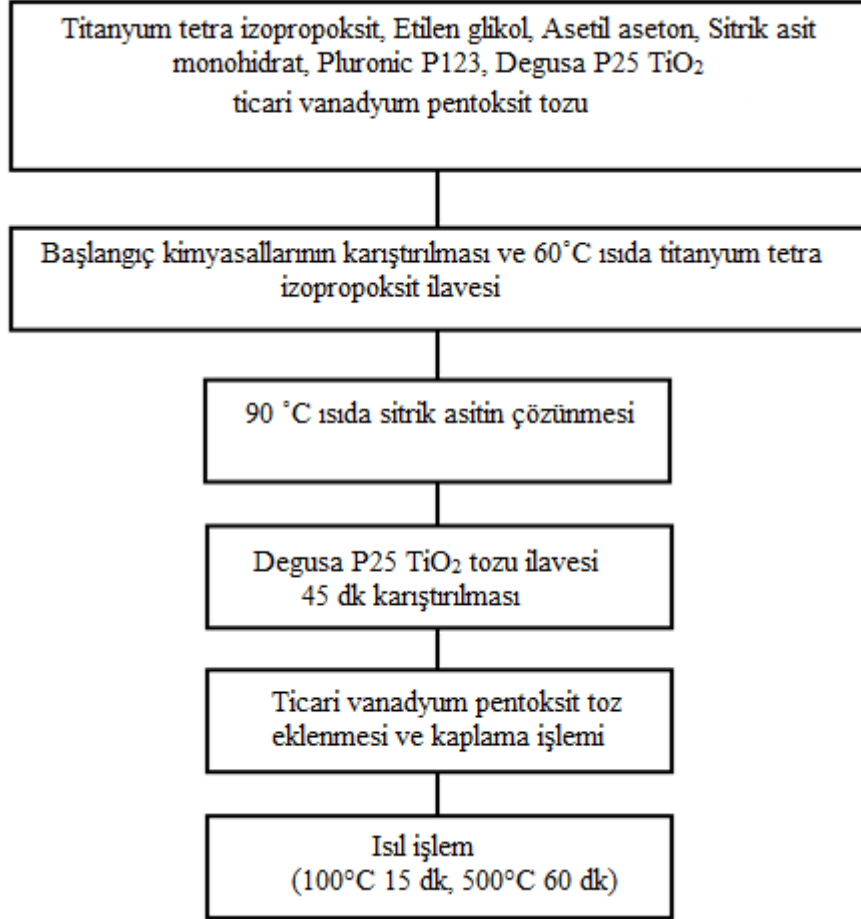 Titanyum tetra izopropoksit, Etilen glikol, Asetil aseton, Sitrik asit
monohidrat, Pluronic P123, Degusa P25 TiO₂
ticari vanadyum pentoksit tozu
Başlangıç kimyasallarının karıştırılması ve 60˚C ısıda titanyum tetra
izopropoksit ilavesi
90 ˚C ısıda sitrik asitin çözünmesi
Degusa P25 TiO₂ tozu ilavesi
45 dk karıştırılması
Ticari vanadyum pentoksit toz
eklenmesi ve kaplama işlemi
Isıl işlem
(100°C 15 dk, 500°C 60 dk)